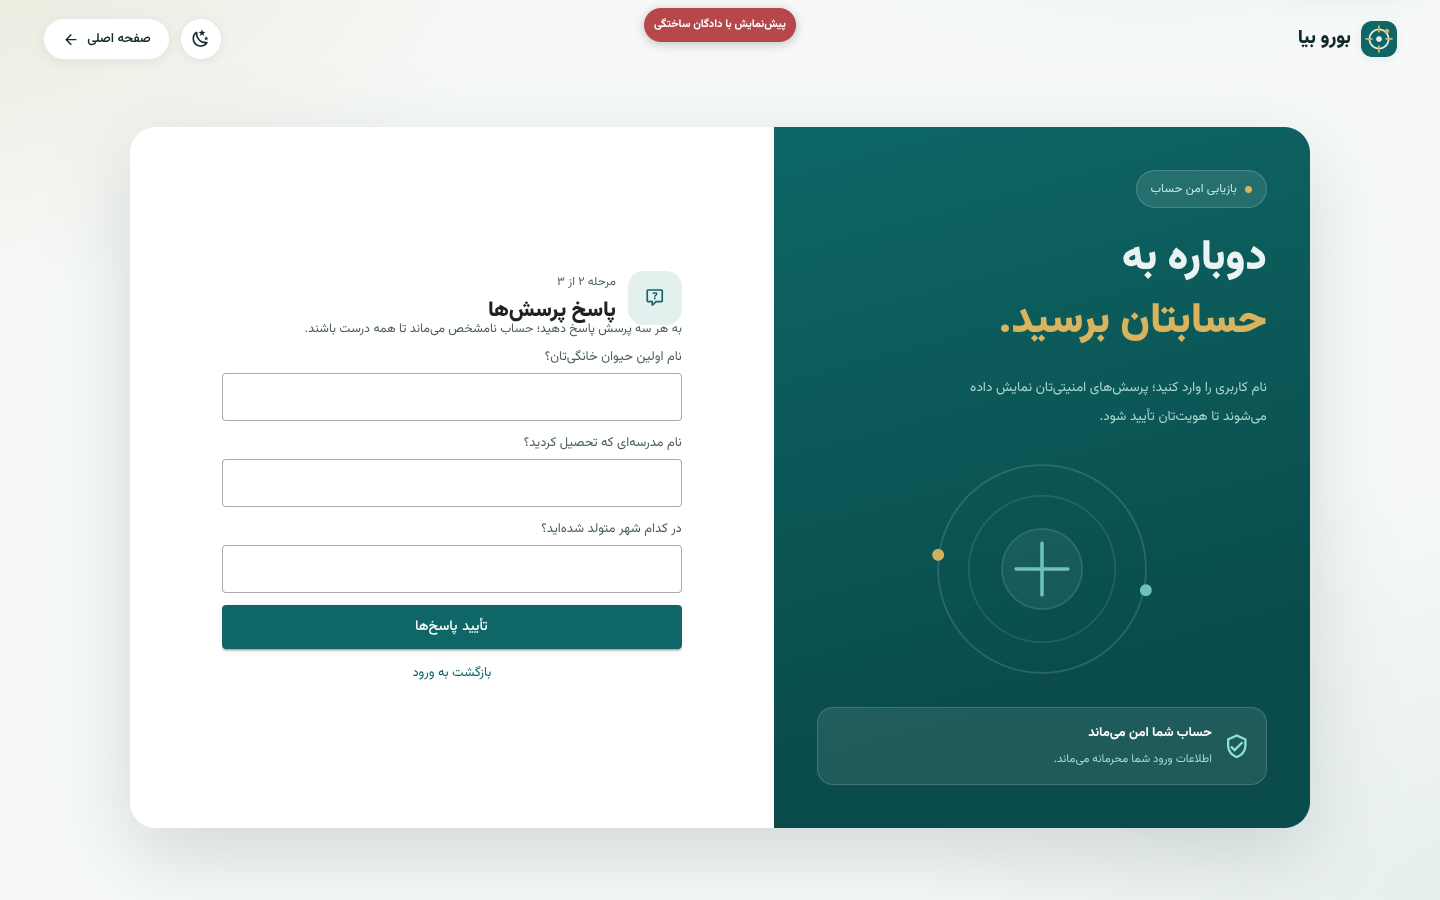 بورو بیا
پیش‌نمایش با دادگان ساختگی
صفحه اصلی
بازیابی امن حساب
دوباره به
حسابتان برسید.
نام کاربری را وارد کنید؛ پرسش‌های امنیتی‌تان نمایش داده
می‌شوند تا هویت‌تان تأیید شود.
حساب شما امن می‌ماند
اطلاعات ورود شما محرمانه می‌ماند.
مرحله ۲ از ۳
پاسخ پرسش‌ها
به هر سه پرسش پاسخ دهید؛ حساب نامشخص می‌ماند تا همه درست باشند.
نام اولین حیوان خانگی‌تان؟
نام مدرسه‌ای که تحصیل کردید؟
در کدام شهر متولد شده‌اید؟
تأیید پاسخ‌ها
بازگشت به ورود